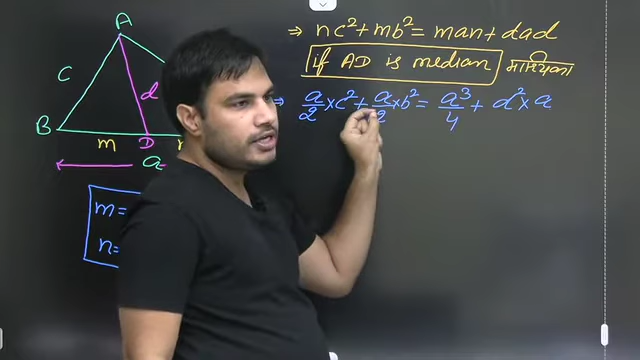 ⇒ nc² + mb² = man + dad
if AD is median माध्यिका
⇒ a/2 × c² + a/2 × b² = a³/4 + d² × a
A
c
d
B
m
D
a
m =
n =